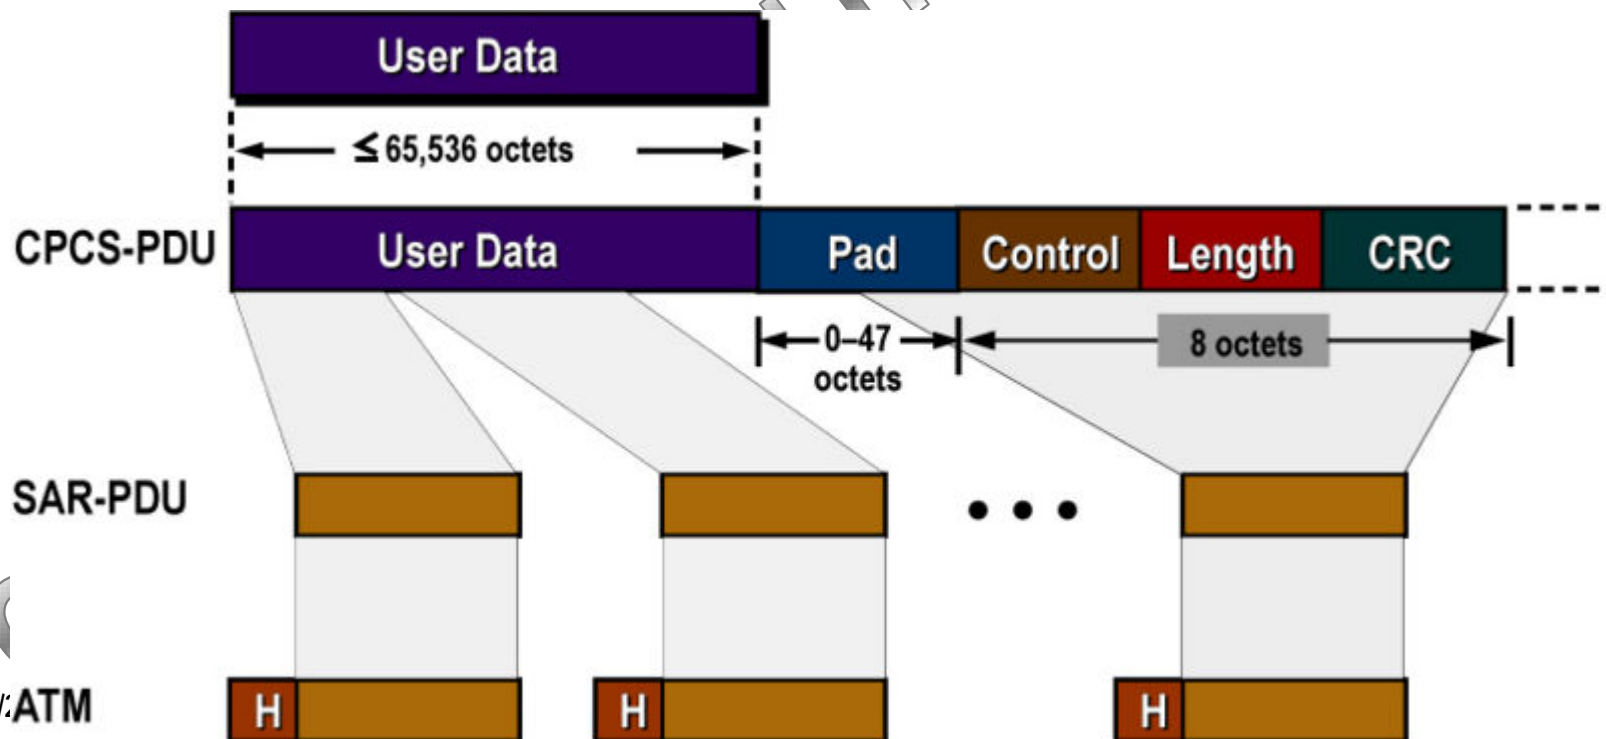 User Data
≤ 65,536 octets
CPCS-PDU User Data Pad Control Length CRC
0–47 octets
8 octets
SAR-PDU
ATM H H H